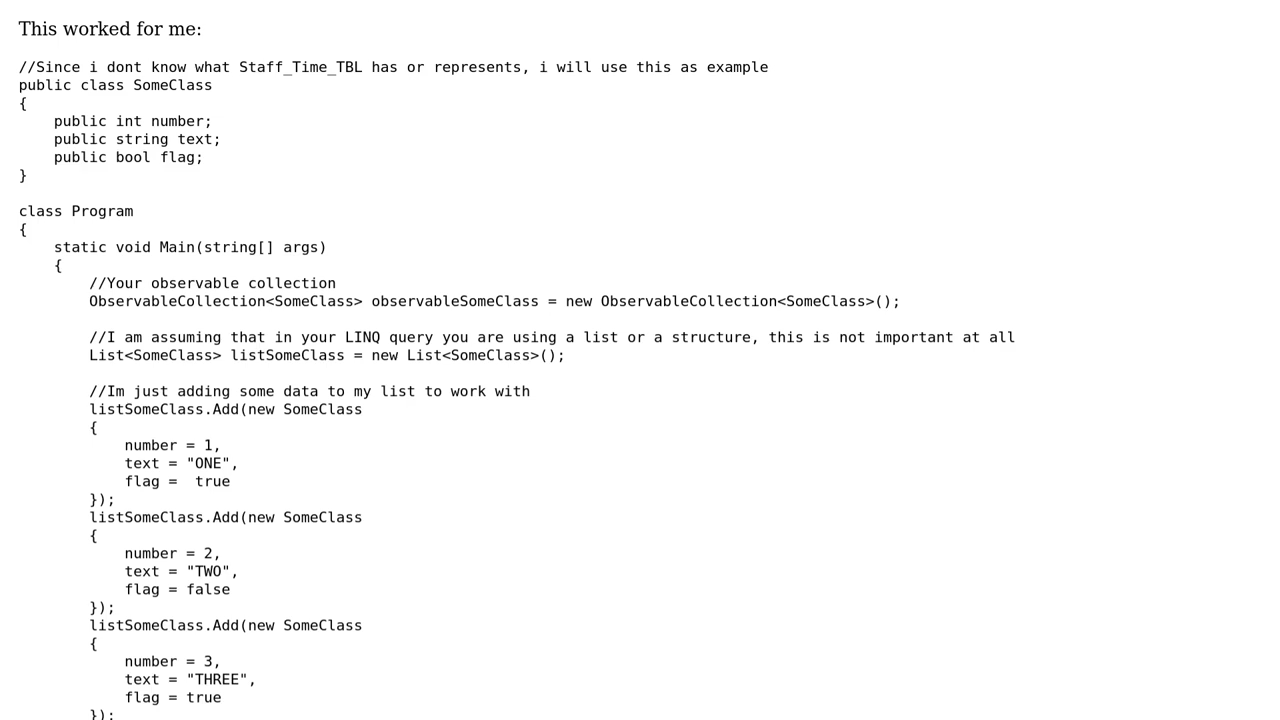 This worked for me:
//Since i dont know what Staff_Time_TBL has or represents, i will use this as example
public class SomeClass
{
    public int number;
    public string text;
    public bool flag;
}

class Program
{
    static void Main(string[] args)
    {
        //Your observable collection
        ObservableCollection<SomeClass> observableSomeClass = new ObservableCollection<SomeClass>();

        //I am assuming that in your LINQ query you are using a list or a structure, this is not important at all
        List<SomeClass> listSomeClass = new List<SomeClass>();

        //Im just adding some data to my list to work with
        listSomeClass.Add(new SomeClass
        {
            number = 1,
            text = "ONE",
            flag =  true
        });
        listSomeClass.Add(new SomeClass
        {
            number = 2,
            text = "TWO",
            flag = false
        });
        listSomeClass.Add(new SomeClass
        {
            number = 3,
            text = "THREE",
            flag = true
        });